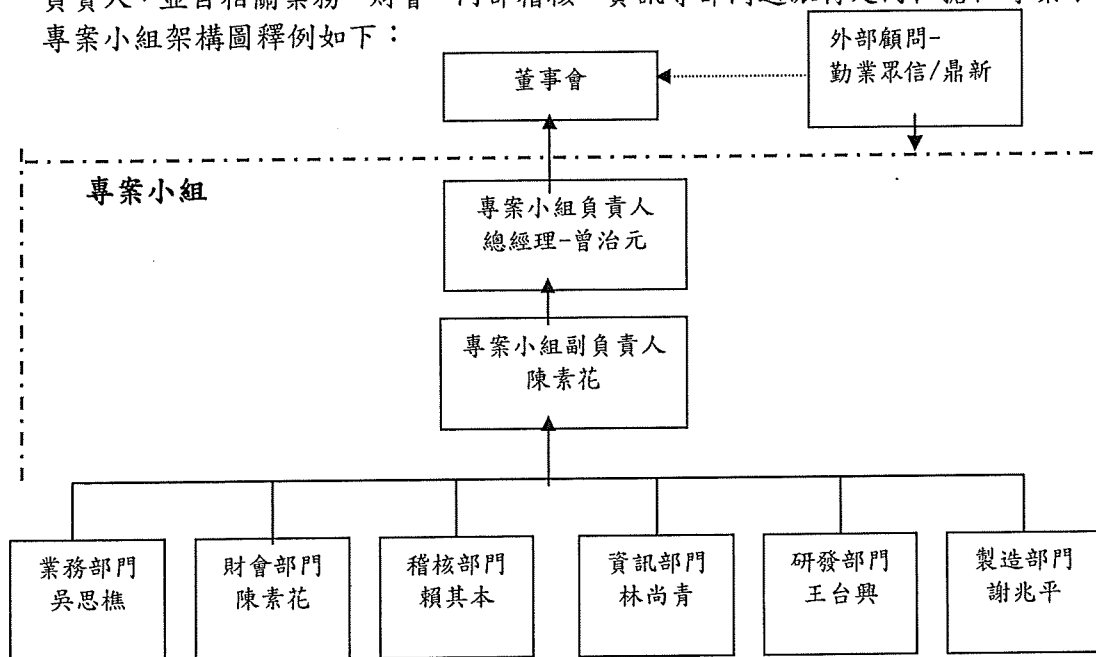 專案小組架構圖釋例如下：
外部顧問-
勤業眾信/鼎新
董事會
專案小組
專案小組負責人
總經理-曾治元
專案小組副負責人
陳素花
業務部門
吳思樵
財會部門
陳素花
稽核部門
賴其本
資訊部門
林尚青
研發部門
王台興
製造部門
謝兆平